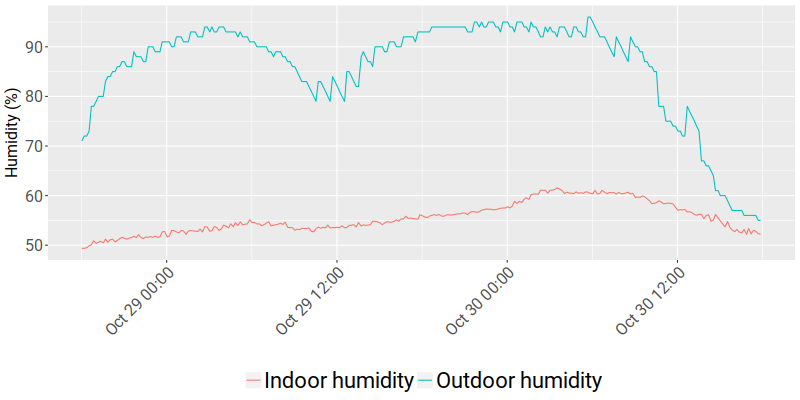 Humidity (%)
90
80
70
60
50
Oct 29 00:00
Oct 29 12:00
Oct 30 00:00
Oct 30 12:00
Indoor humidity Outdoor humidity